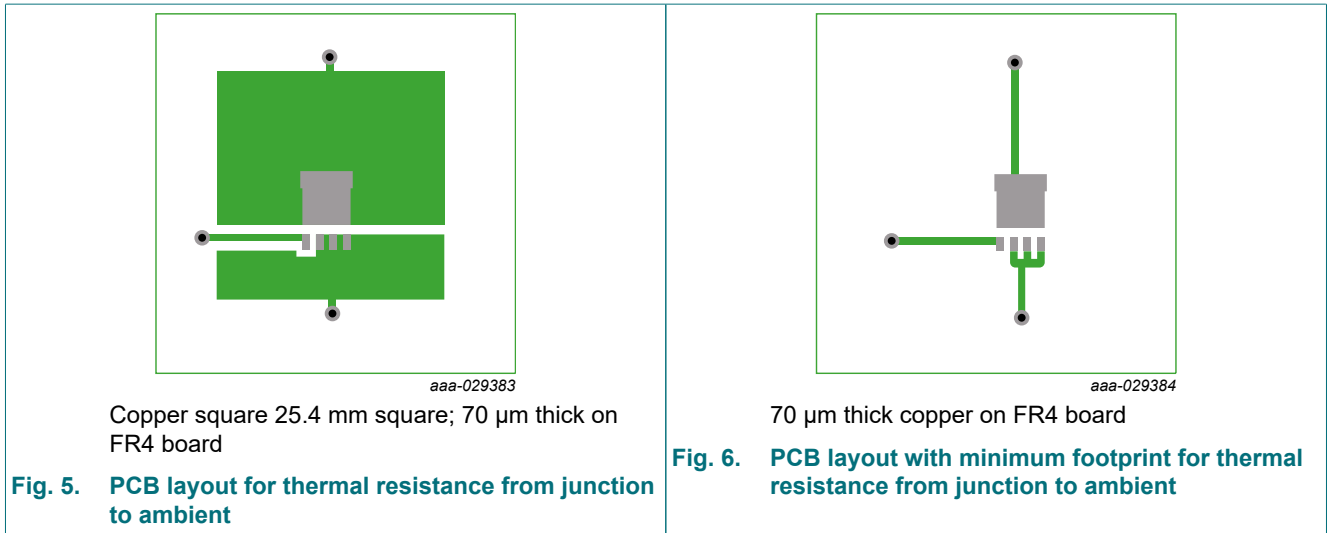 aaa-029383
Copper square 25.4 mm square; 70 µm thick on
FR4 board
Fig. 5. PCB layout for thermal resistance from junction
to ambient
aaa-029384
70 µm thick copper on FR4 board
Fig. 6. PCB layout with minimum footprint for thermal
resistance from junction to ambient